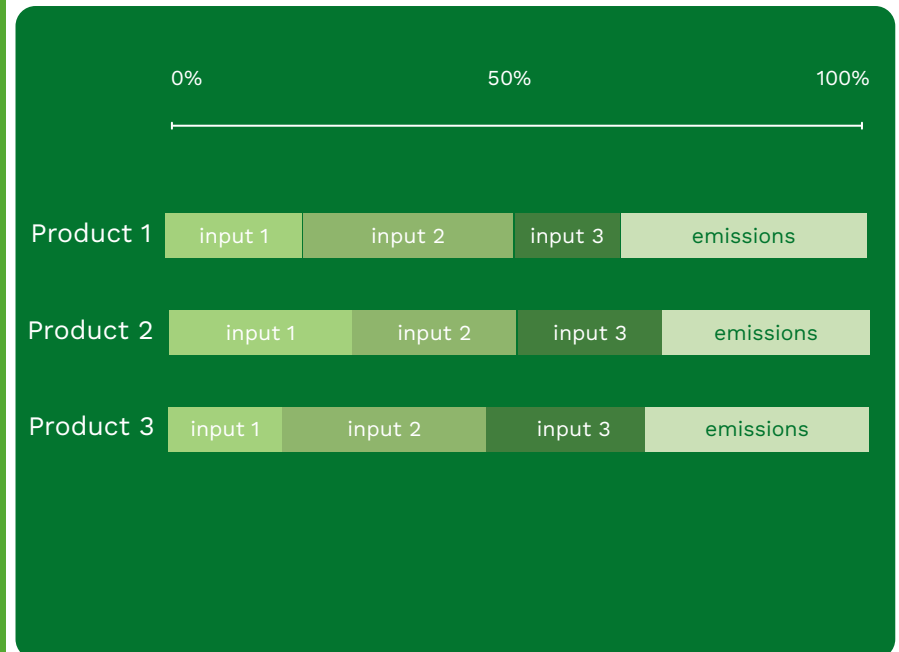 0% 50% 100%
Product 1 input 1 input 2 input 3 emissions
Product 2 input 1 input 2 input 3 emissions
Product 3 input 1 input 2 input 3 emissions